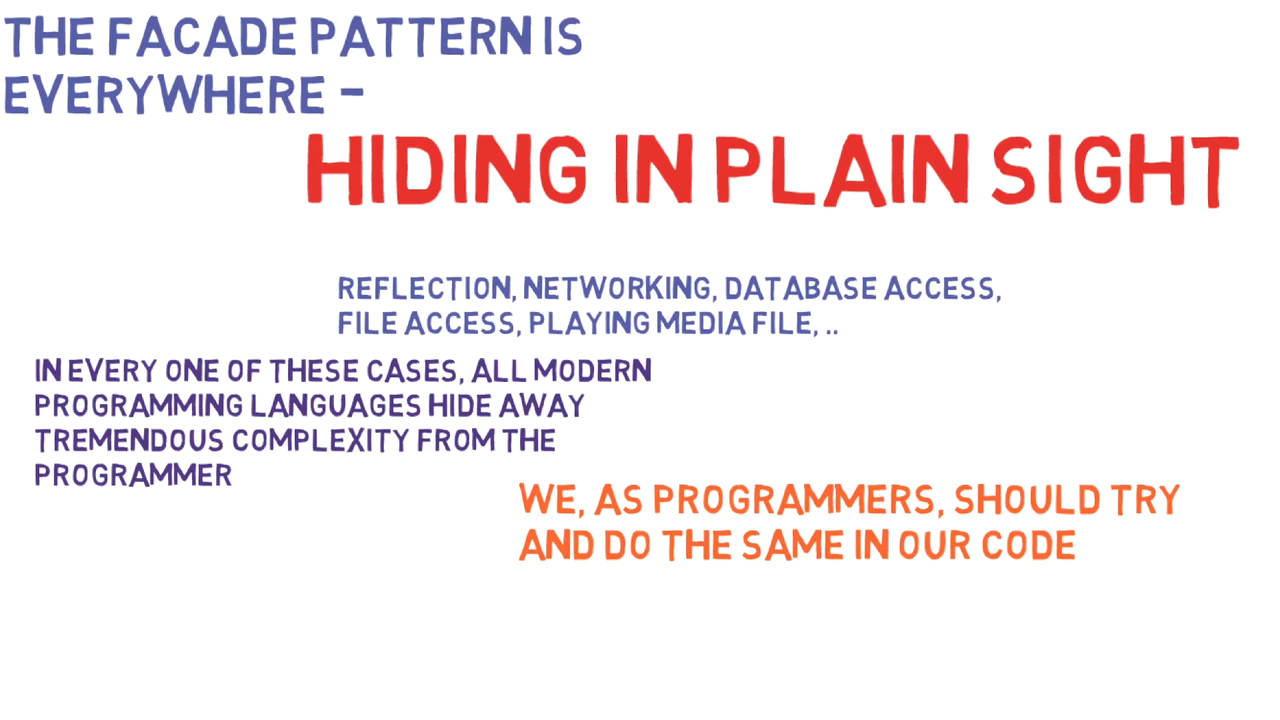 THE FACADE PATTERN IS
EVERYWHERE -
HIDING IN PLAIN SIGHT
REFLECTION, NETWORKING, DATABASE ACCESS,
FILE ACCESS, PLAYING MEDIA FILE, ..
IN EVERY ONE OF THESE CASES, ALL MODERN
PROGRAMMING LANGUAGES HIDE AWAY
TREMENDOUS COMPLEXITY FROM THE
PROGRAMMER
WE, AS PROGRAMMERS, SHOULD TRY
AND DO THE SAME IN OUR CODE